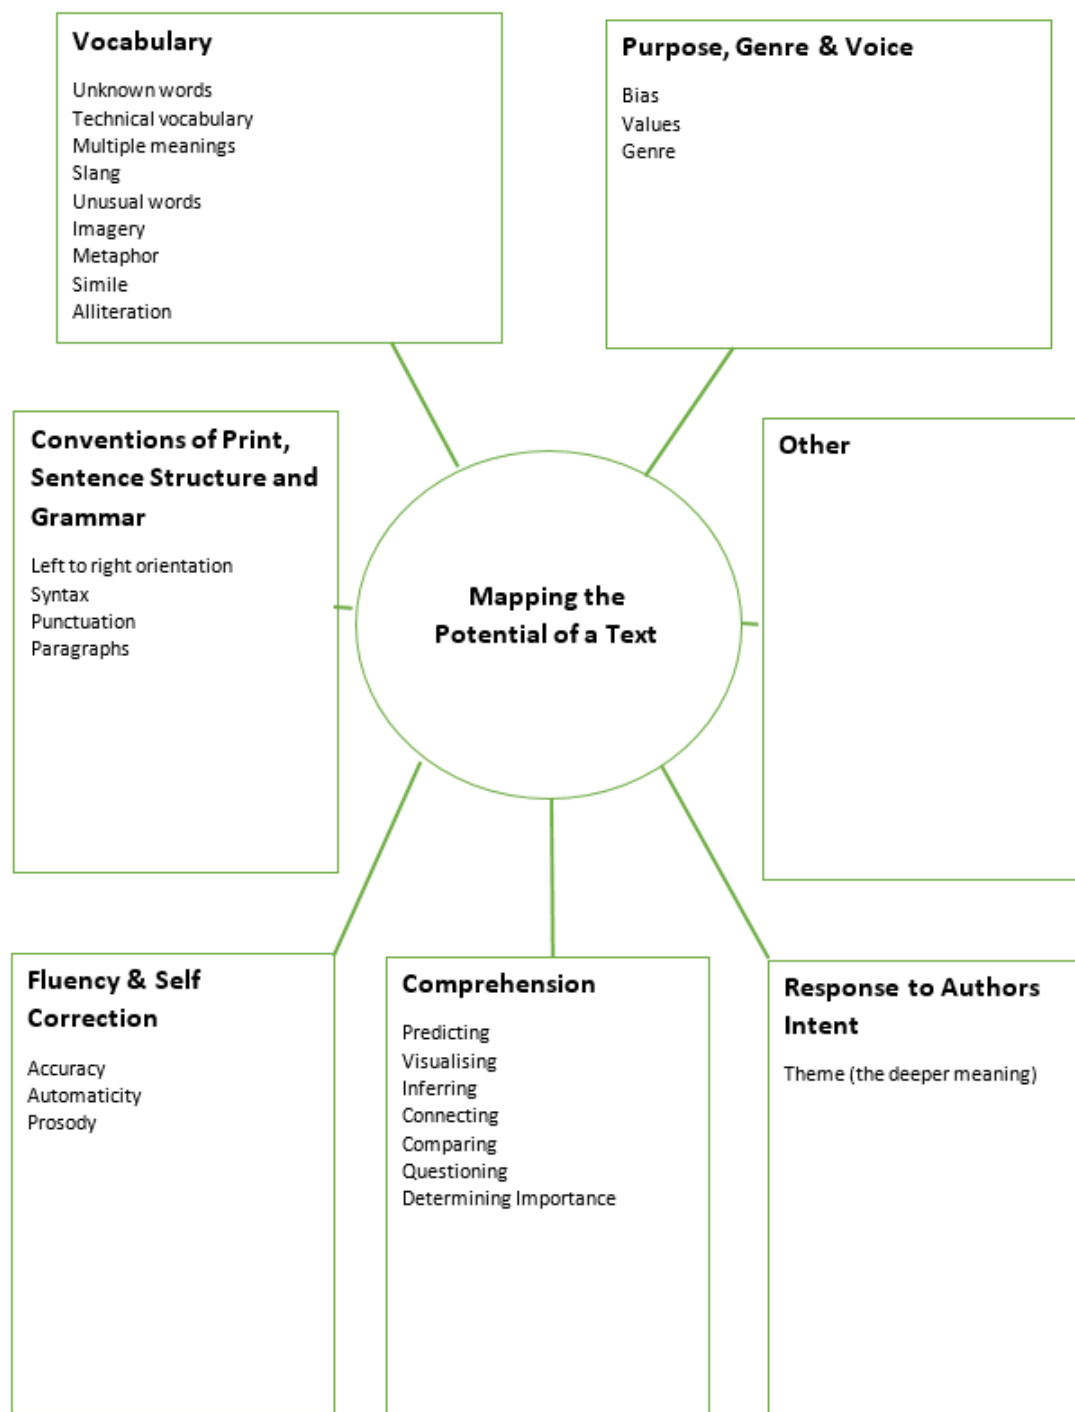 Vocabulary
Unknown words
Technical vocabulary
Multiple meanings
Slang
Unusual words
Imagery
Metaphor
Simile
Alliteration
Purpose, Genre & Voice
Bias
Values
Genre
Conventions of Print,
Sentence Structure and
Grammar
Left to right orientation
Syntax
Punctuation
Paragraphs
Mapping the
Potential of a Text
Other
Fluency & Self
Correction
Accuracy
Automaticity
Prosody
Comprehension
Predicting
Visualising
Inferring
Connecting
Comparing
Questioning
Determining Importance
Response to Authors
Intent
Theme (the deeper meaning)